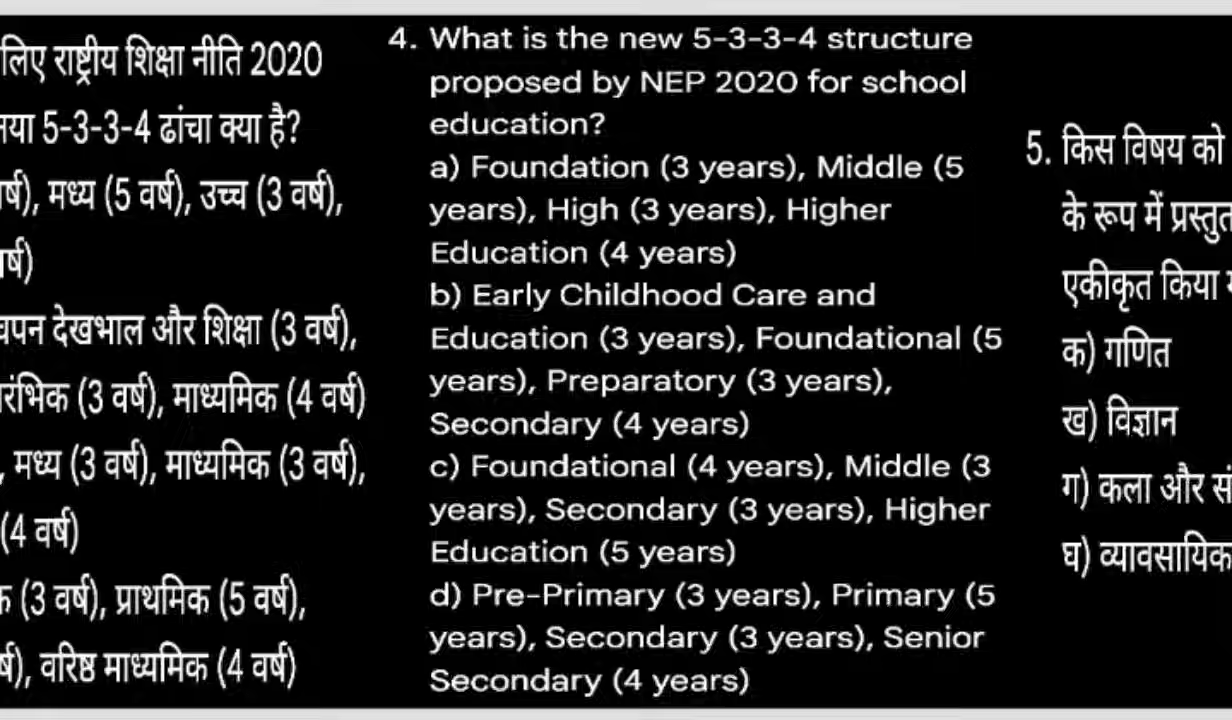 लिए राष्ट्रीय शिक्षा नीति 2020
नया 5-3-3-4 ढांचा क्या है?
मध्य (5 वर्ष), उच्च (3 वर्ष),
देखभाल और शिक्षा (3 वर्ष),
(3 वर्ष), माध्यमिक (4 वर्ष)
, मध्य (3 वर्ष), माध्यमिक (3 वर्ष),
(4 वर्ष)
(3 वर्ष), प्राथमिक (5 वर्ष),
वरिष्ठ माध्यमिक (4 वर्ष)
4. What is the new 5-3-3-4 structure
proposed by NEP 2020 for school
education?
a) Foundation (3 years), Middle (5
years), High (3 years), Higher
Education (4 years)
b) Early Childhood Care and
Education (3 years), Foundational (5
years), Preparatory (3 years),
Secondary (4 years)
c) Foundational (4 years), Middle (3
years), Secondary (3 years), Higher
Education (5 years)
d) Pre-Primary (3 years), Primary (5
years), Secondary (3 years), Senior
Secondary (4 years)
5. किस विषय को
के रूप में
एकीकृत किया
क) गणित
ख) विज्ञान
ग) कला और
घ) व्यावसायिक